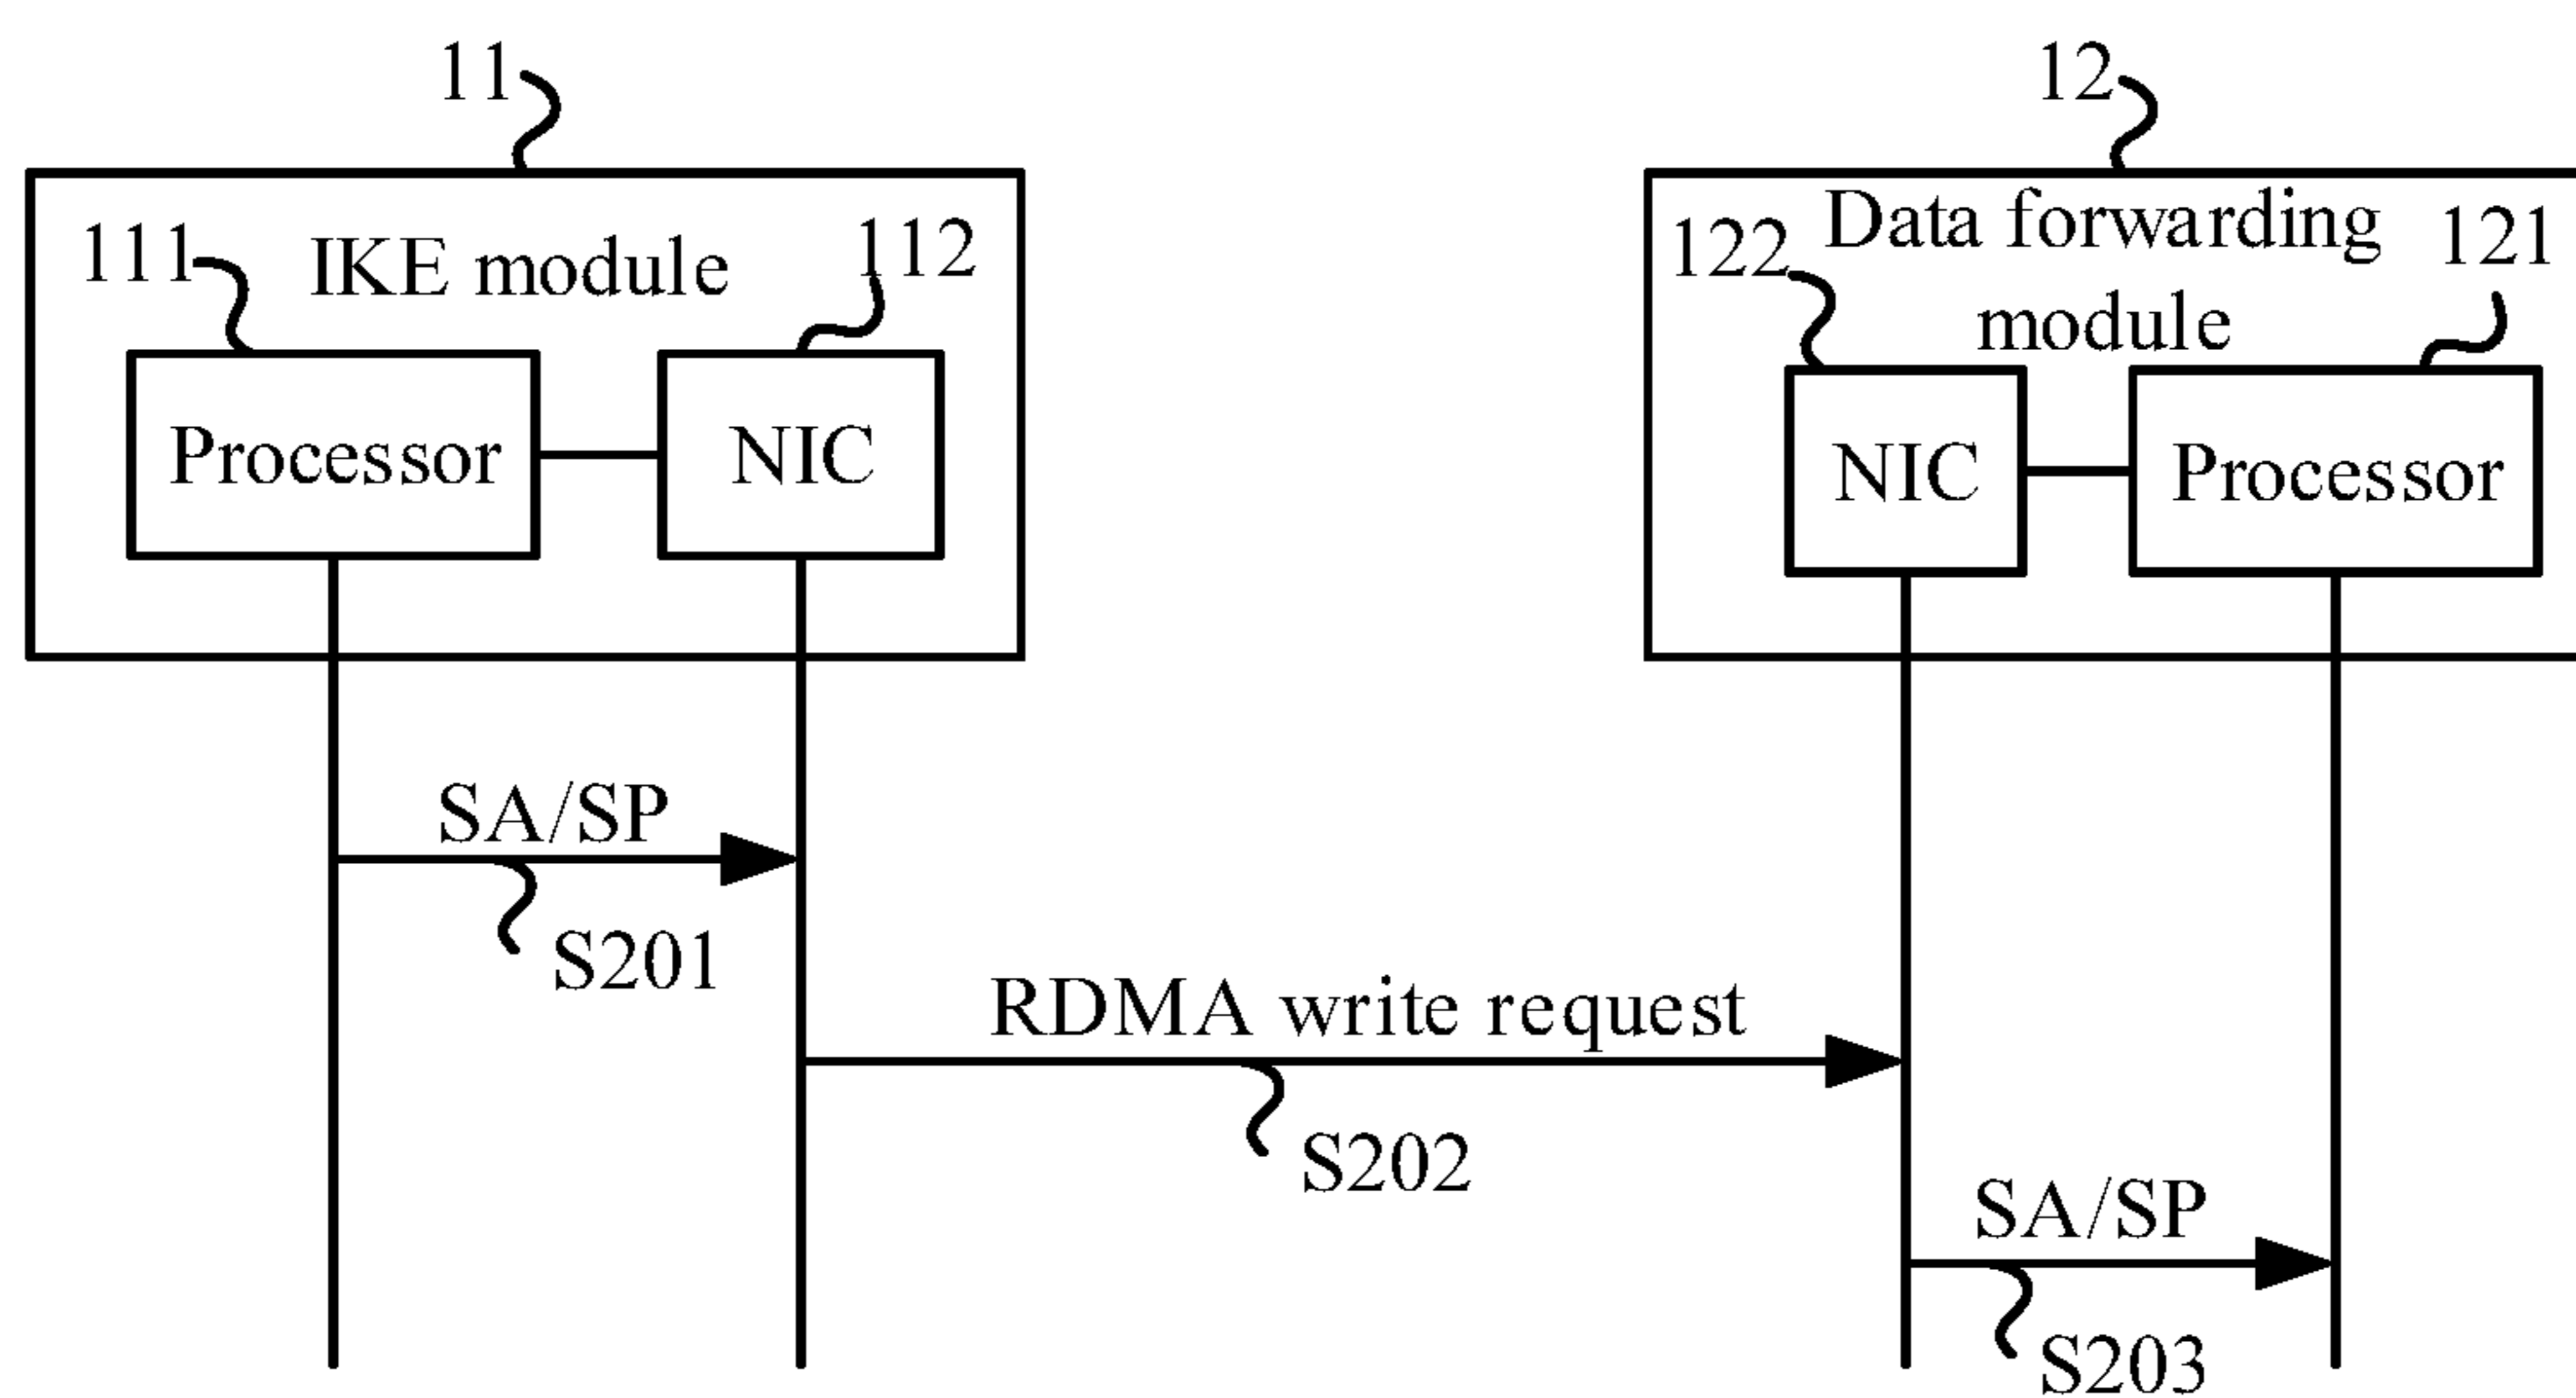 11
12
111
IKE module
112
122
Data forwarding
module
121
Processor
NIC
NIC
Processor
SA/SP
S201
RDMA write request
S202
SA/SP
S203